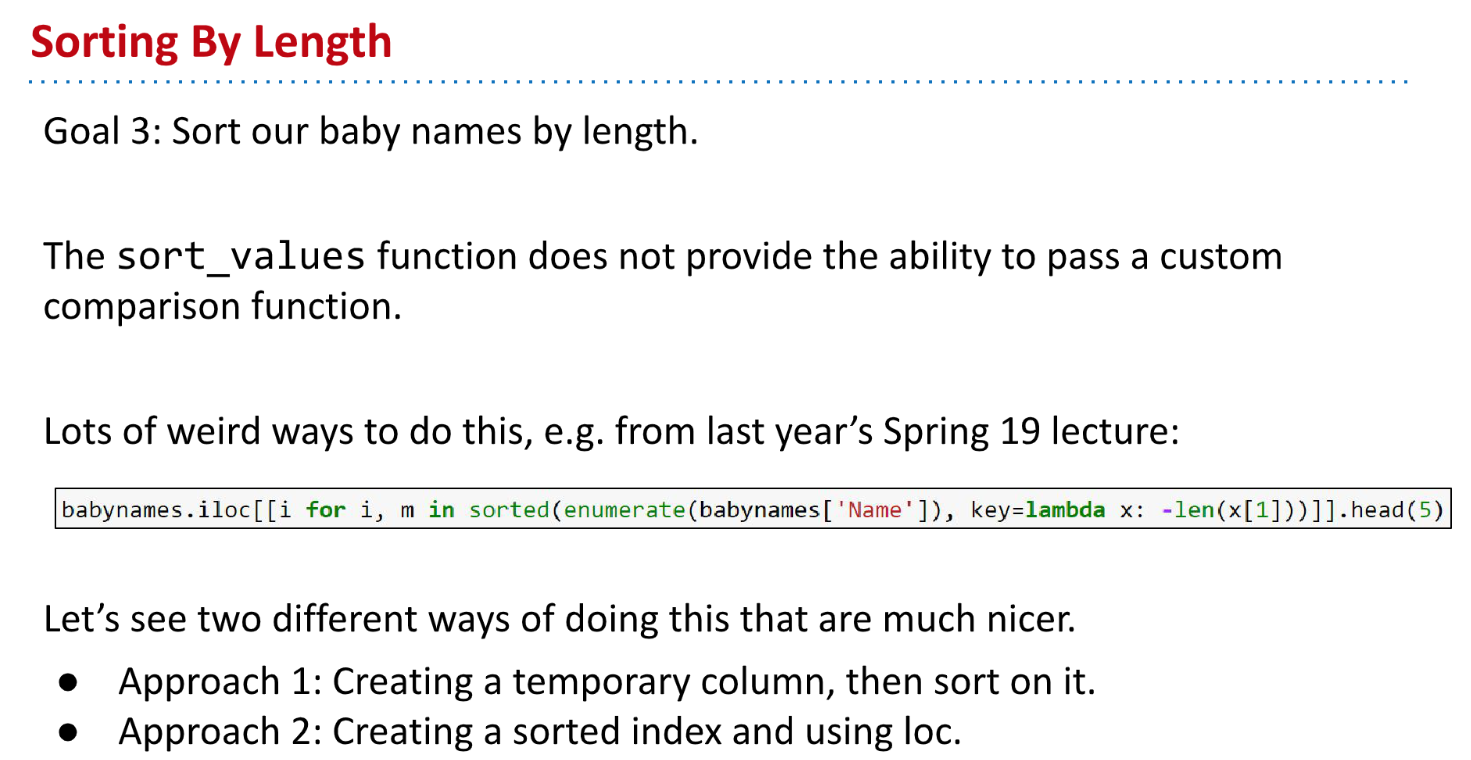 Sorting By Length
Goal 3: Sort our baby names by length.
The sort_values function does not provide the ability to pass a custom
comparison function.
Lots of weird ways to do this, e.g. from last year’s Spring 19 lecture:
babynames.iloc[[i for i, m in sorted(enumerate(babynames['Name']), key=lambda x: -len(x[1]))]].head(5)
Let’s see two different ways of doing this that are much nicer.
● Approach 1: Creating a temporary column, then sort on it.
● Approach 2: Creating a sorted index and using loc.